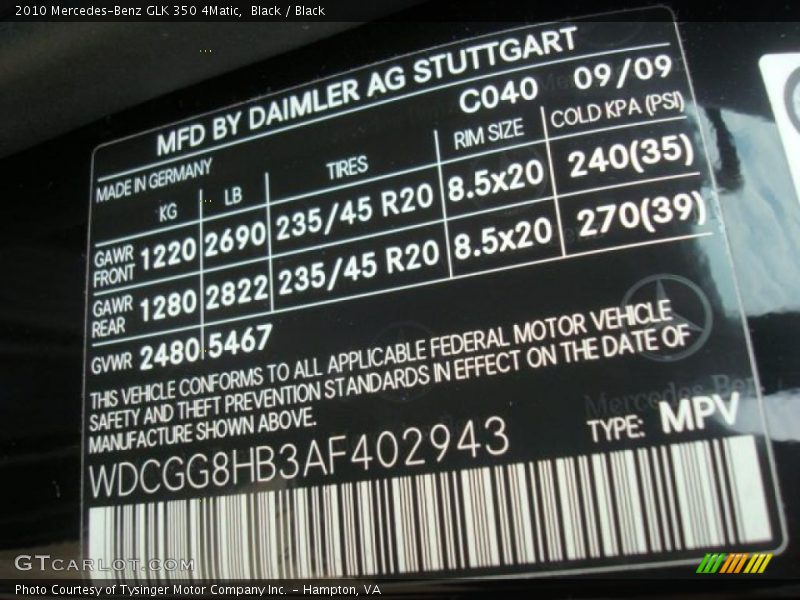 2010 Mercedes-Benz GLK 350 4Matic, Black / Black
MFD BY DAIMLER AG STUTTGART
MADE IN GERMANY C040 09/09
KG LB TIRES RIM SIZE COLD KPA (PSI)
GAWR FRONT 1220 2690 235/45 R20 8.5x20 240(35)
GAWR REAR 1280 2822 235/45 R20 8.5x20 270(39)
GVWR 2480 5467
THIS VEHICLE CONFORMS TO ALL APPLICABLE FEDERAL MOTOR VEHICLE
SAFETY AND THEFT PREVENTION STANDARDS IN EFFECT ON THE DATE OF
MANUFACTURE SHOWN ABOVE.
Mercedes-Benz
WDCGG8HB3AF402943 TYPE: MPV
GTCarLot.com
Photo Courtesy of Tysinger Motor Company Inc. - Hampton, VA